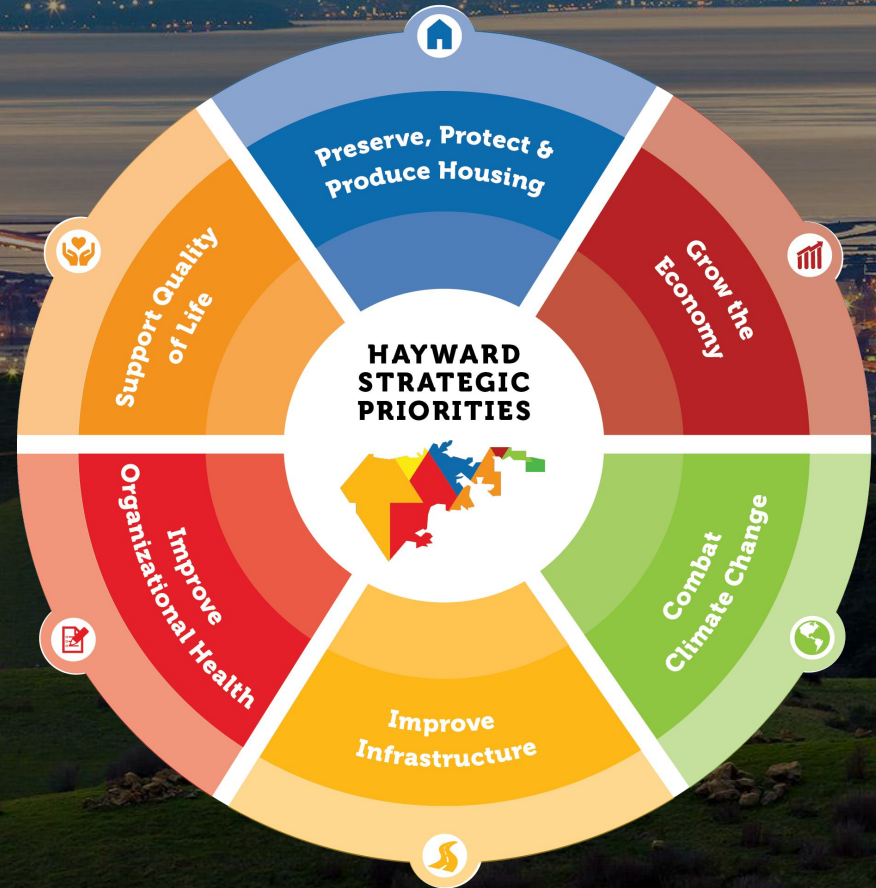 HAYWARD
STRATEGIC
PRIORITIES
Preserve, Protect &
Produce Housing
Grow the
Economy
Combat
Climate Change
Improve
Infrastructure
Improve
Organizational Health
Support Quality
of Life